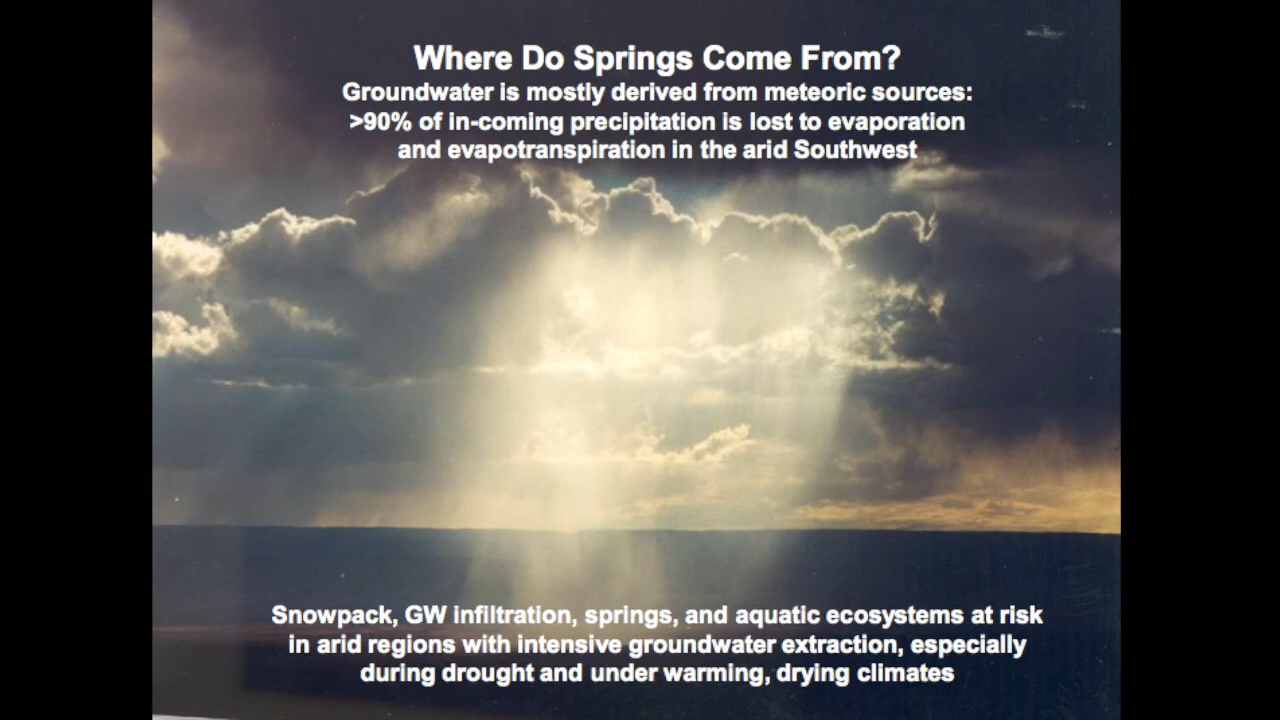 Where Do Springs Come From?
Groundwater is mostly derived from meteoric sources:
>90% of in-coming precipitation is lost to evaporation
and evapotranspiration in the arid Southwest
Snowpack, GW infiltration, springs, and aquatic ecosystems at risk
in arid regions with intensive groundwater extraction, especially
during drought and under warming, drying climates